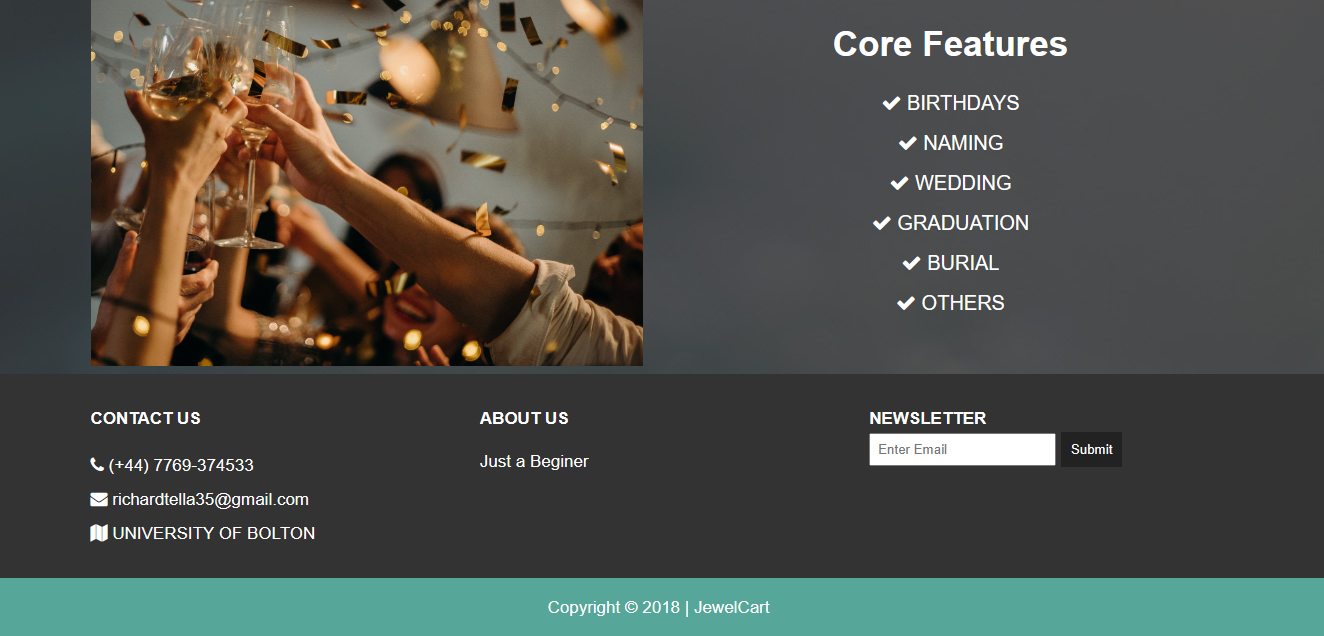 Core Features
BIRTHDAYS
NAMING
WEDDING
GRADUATION
BURIAL
OTHERS
CONTACT US
(+44) 7769-374533
richardtella35@gmail.com
UNIVERSITY OF BOLTON
ABOUT US
Just a Beginer
NEWSLETTER
Enter Email
Submit
Copyright © 2018 | JewelCart